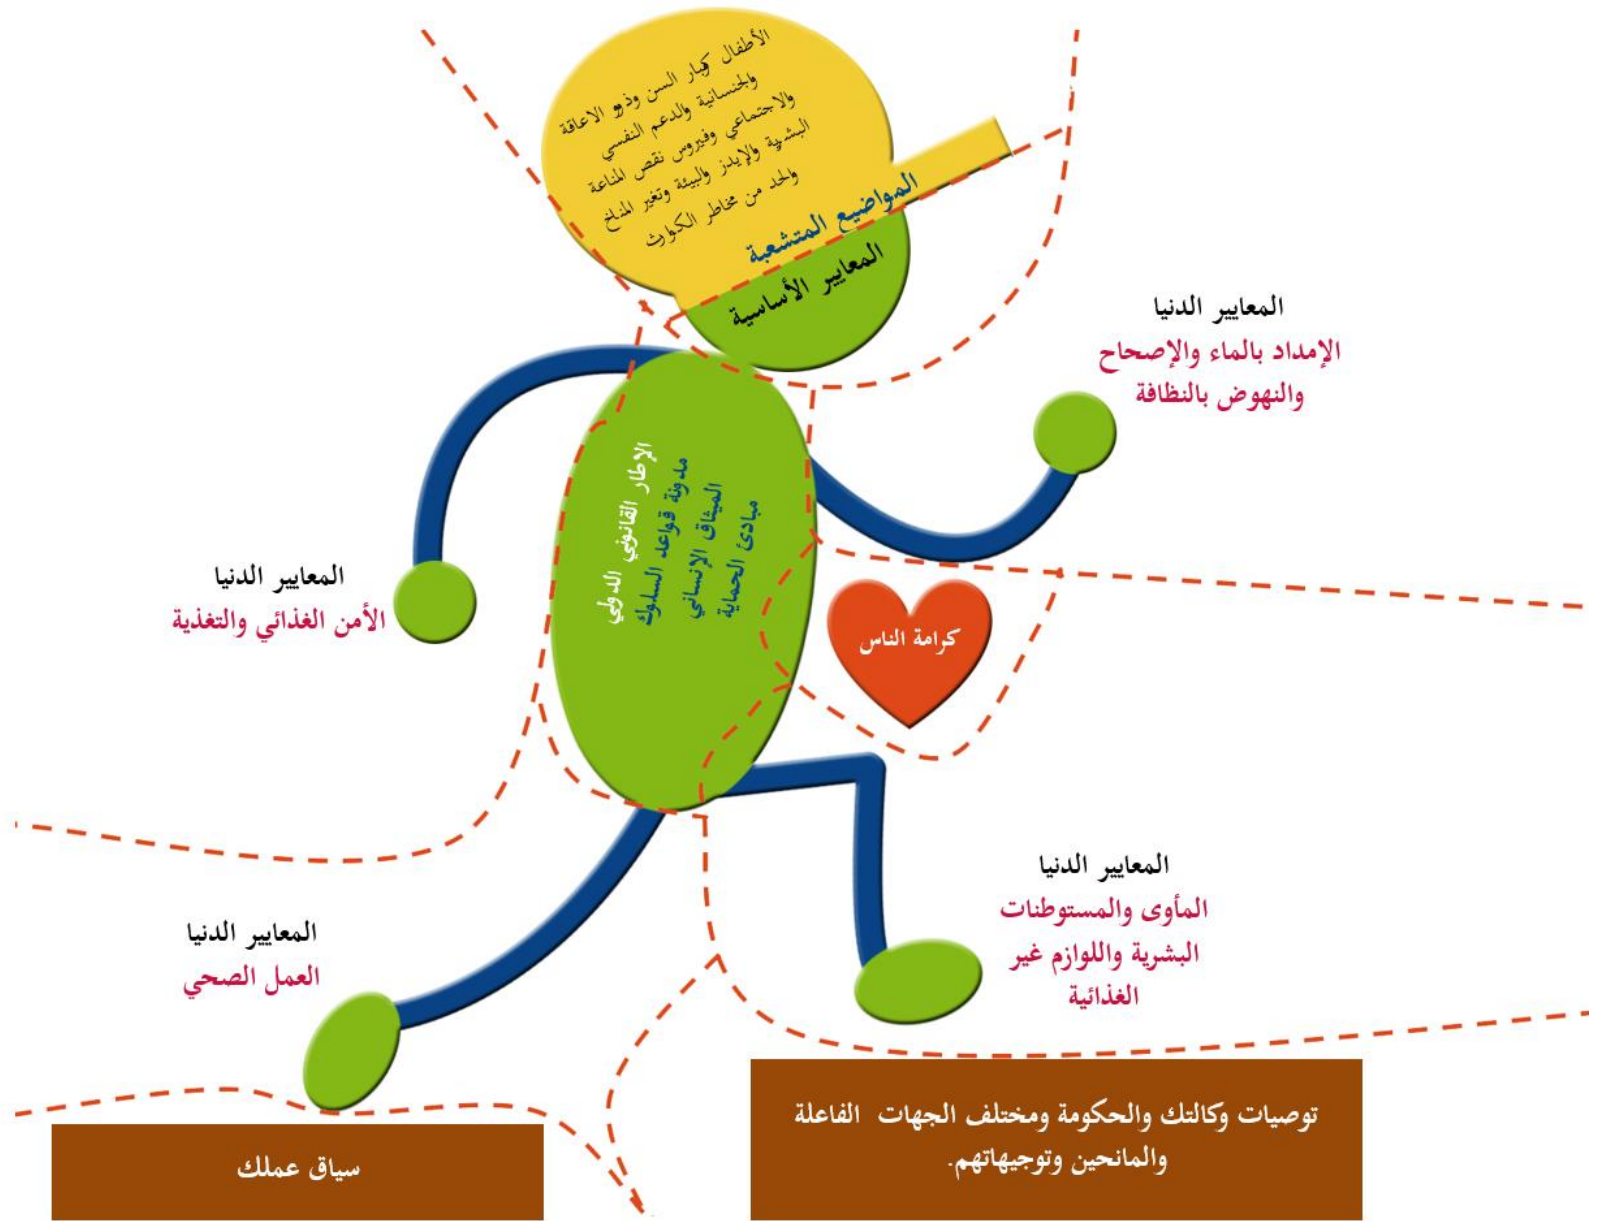 الأطفال وكبار السن وذوو الاعاقة
والجنسانية والدعم النفسي
والاجتماعي وفيروس نقص المناعة
البشرية والإيدز والبيئة وتغير المناخ
والحد من مخاطر الكوارث
المواضيع المتشعبة
المعايير الأساسية
المعايير الدنيا
الإمداد بالماء والإصحاح
والنهوض بالنظافة
الإطار القانوني الدولي
مدونة قواعد السلوك
الميثاق الإنساني
مبادئ الحماية
المعايير الدنيا
الأمن الغذائي والتغذية
كرامة الناس
المعايير الدنيا
المأوى والمستوطنات
البشرية واللوازم غير
الغذائية
المعايير الدنيا
العمل الصحي
توصيات وكالتك والحكومة ومختلف الجهات الفاعلة
والمانحين وتوجيهاتهم.
سياق عملك